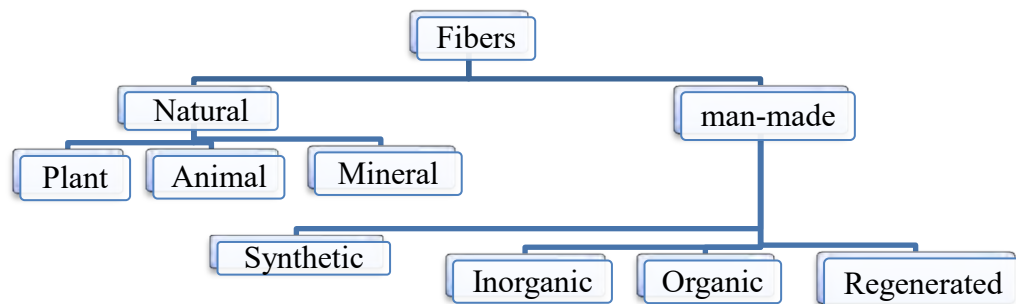 Fibers
Natural
man-made
Plant
Animal
Mineral
Synthetic
Inorganic
Organic
Regenerated